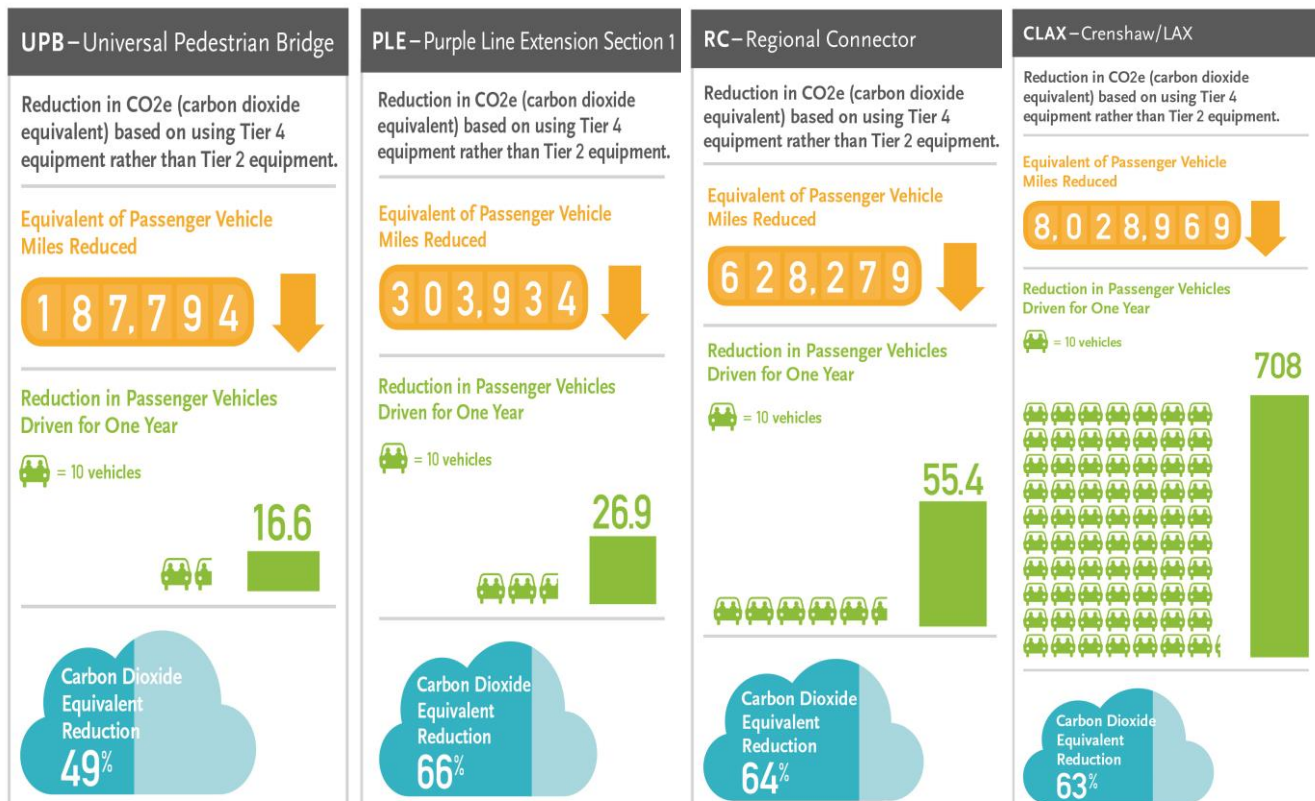 UPB–Universal Pedestrian Bridge
Reduction in CO2e (carbon dioxide
equivalent) based on using Tier 4
equipment rather than Tier 2 equipment.
Equivalent of Passenger Vehicle
Miles Reduced
187,794
Reduction in Passenger Vehicles
Driven for One Year
= 10 vehicles
16.6
Carbon Dioxide
Equivalent
Reduction
49%
PLE–Purple Line Extension Section 1
Reduction in CO2e (carbon dioxide
equivalent) based on using Tier 4
equipment rather than Tier 2 equipment.
Equivalent of Passenger Vehicle
Miles Reduced
303,934
Reduction in Passenger Vehicles
Driven for One Year
= 10 vehicles
26.9
Carbon Dioxide
Equivalent
Reduction
66%
RC–Regional Connector
Reduction in CO2e (carbon dioxide
equivalent) based on using Tier 4
equipment rather than Tier 2 equipment.
Equivalent of Passenger Vehicle
Miles Reduced
628,279
Reduction in Passenger Vehicles
Driven for One Year
= 10 vehicles
55.4
Carbon Dioxide
Equivalent
Reduction
64%
CLAX–Crenshaw/LAX
Reduction in CO2e (carbon dioxide
equivalent) based on using Tier 4
equipment rather than Tier 2 equipment.
Equivalent of Passenger Vehicle
Miles Reduced
8,028,969
Reduction in Passenger Vehicles
Driven for One Year
= 10 vehicles
708
Carbon Dioxide
Equivalent
Reduction
63%